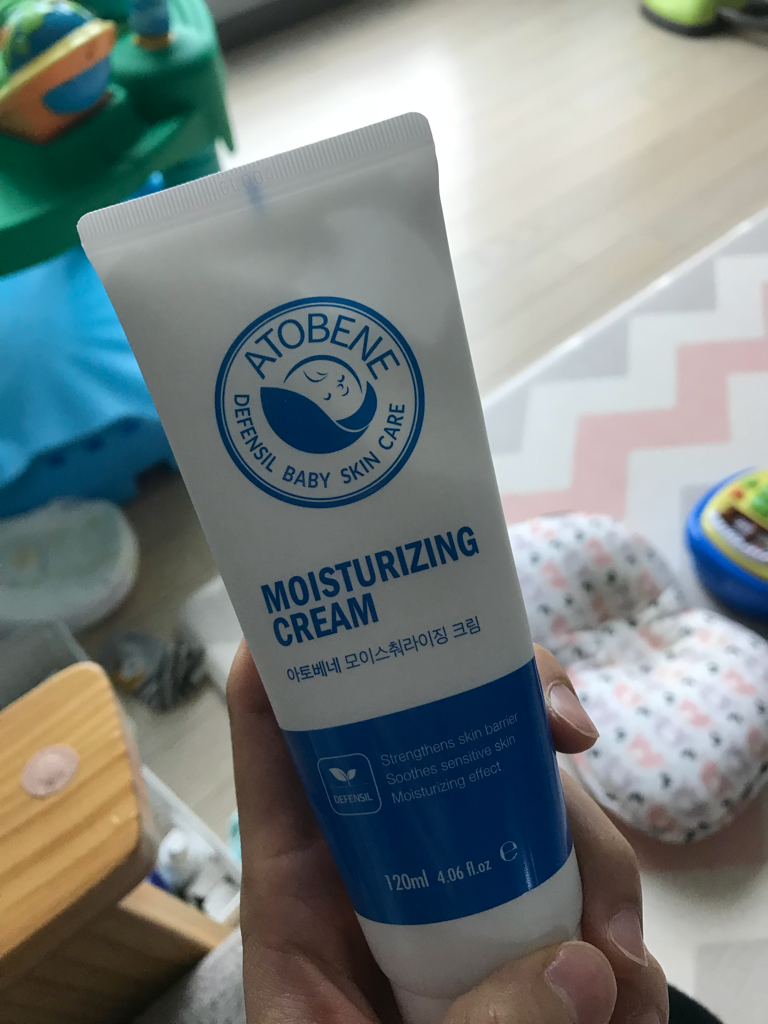 ATOBENE
DEFENSIL BABY SKIN CARE
MOISTURIZING
CREAM
아토베네 모이스춰라이징 크림
DEFENSIL
Strengthens skin barrier
Soothes sensitive skin
Moisturizing effect
120ml 4.06 fl.oz ℮